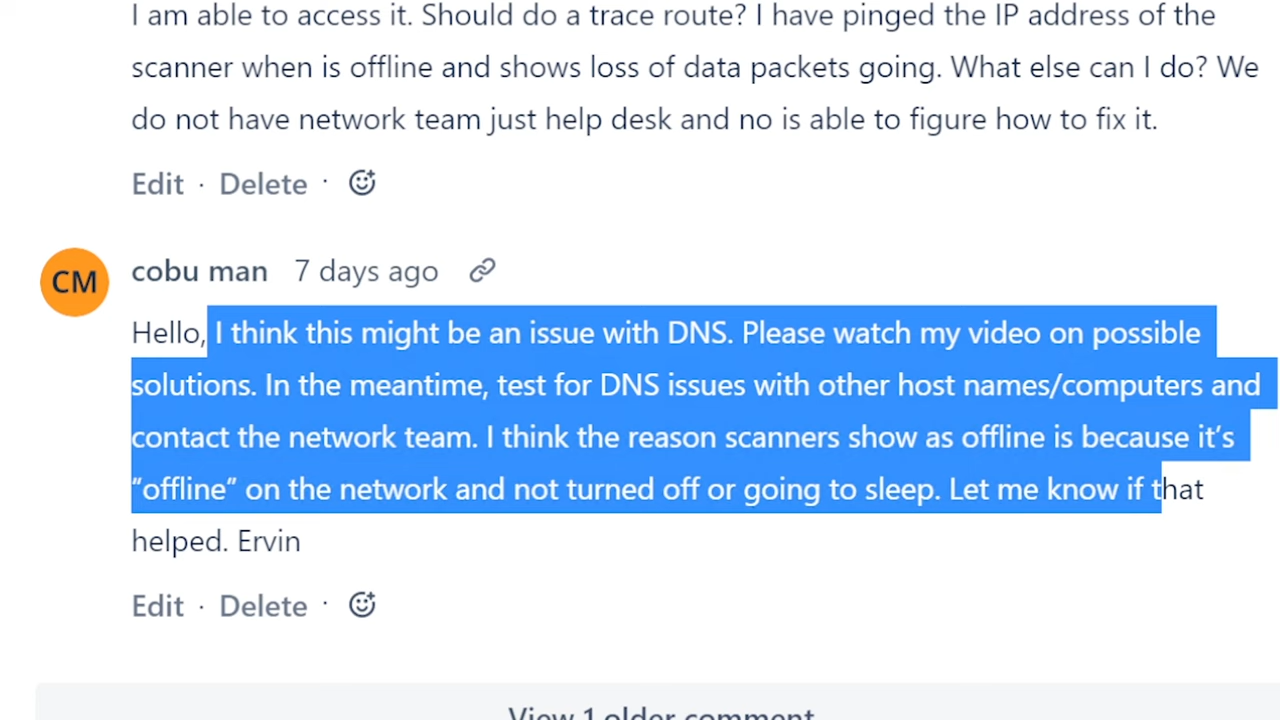 I am able to access it. Should do a trace route? I have pinged the IP address of the
scanner when is offline and shows loss of data packets going. What else can I do? We
do not have network team just help desk and no is able to figure how to fix it.
Edit · Delete ·
CM
cobu man 7 days ago
Hello, I think this might be an issue with DNS. Please watch my video on possible
solutions. In the meantime, test for DNS issues with other host names/computers and
contact the network team. I think the reason scanners show as offline is because it’s
“offline” on the network and not turned off or going to sleep. Let me know if that
helped. Ervin
Edit · Delete ·
View 1 older comment